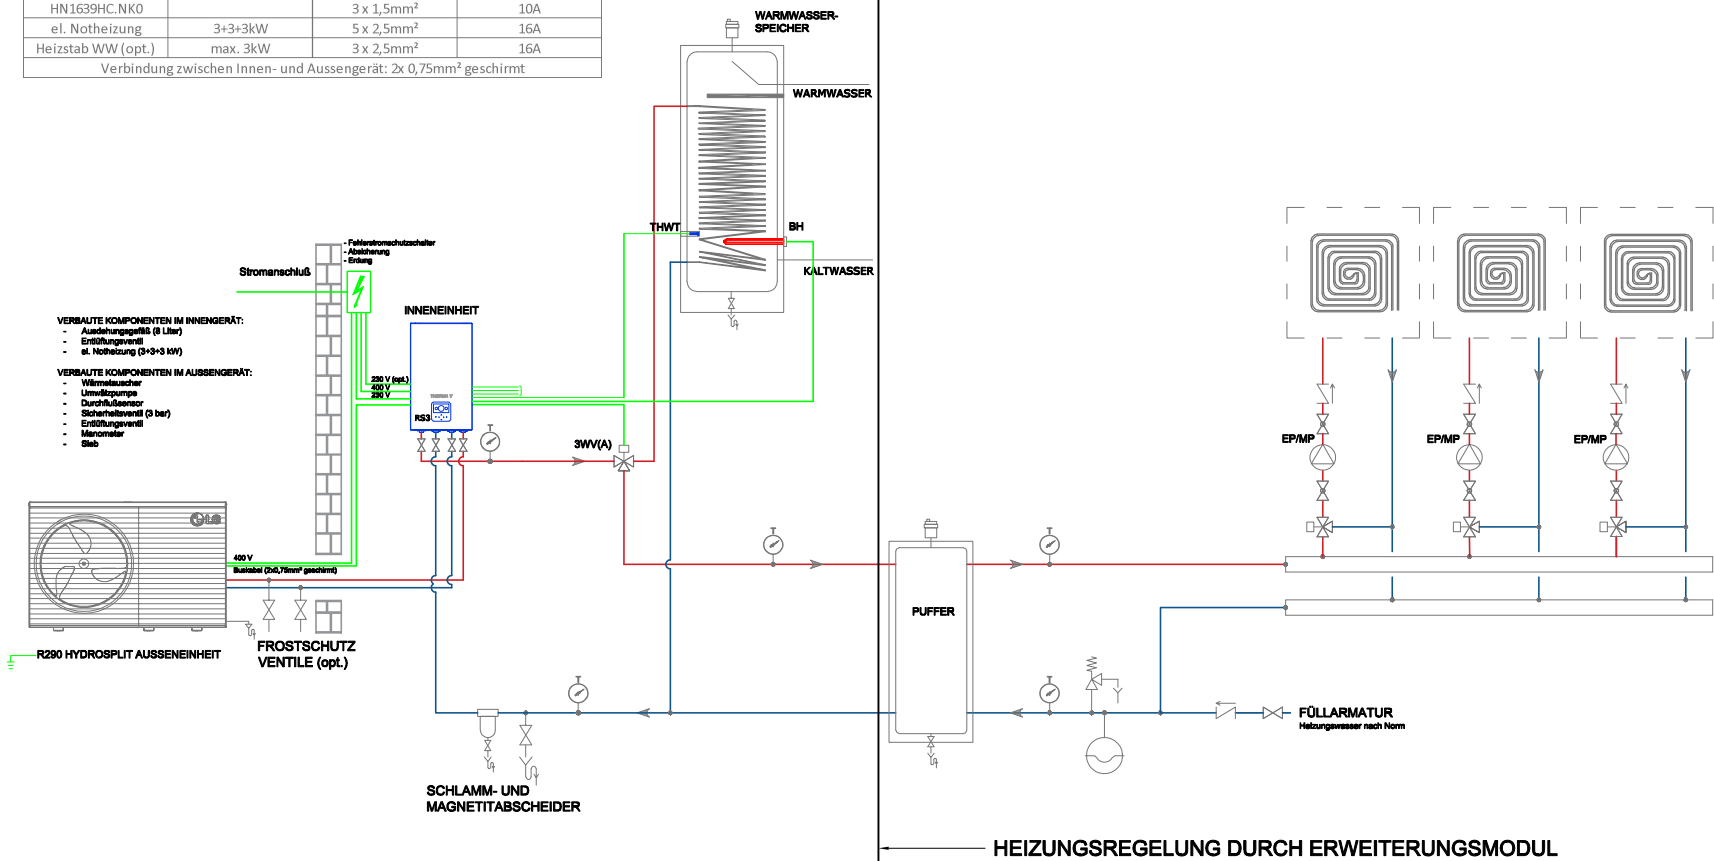 HN1639HC.NK0 3 x 1,5mm² 10A
el. Notheizung 3+3+3kW 5 x 2,5mm² 16A
Heizstab WW (opt.) max. 3kW 3 x 2,5mm² 16A
Verbindung zwischen Innen- und Aussengerät: 2x 0,75mm² geschirmt
WARMWASSER-
SPEICHER
WARMWASSER
THWT
BH
KALTWASSER
- Fehlerstromschutzschalter
- Absicherung
- Erdung
Stromanschluß
INNENEINHEIT
VERBAUTE KOMPONENTEN IM INNENGERÄT:
- Ausdehungsgefäß (8 Liter)
- Entlüftungsventil
- el. Notheizung (3+3+3 kW)
VERBAUTE KOMPONENTEN IM AUSSENGERÄT:
- Wärmetauscher
- Umwälzpumpe
- Durchflußsensor
- Sicherheitsventil (3 bar)
- Entlüftungsventil
- Manometer
- Sieb
230 V (opt.)
400 V
230 V
THERMA V
RS3
T
3WV(A)
EP/MP
EP/MP
EP/MP
LG
400 V
Buskabel (2x0,75mm² geschirmt)
T
T
PUFFER
FROSTSCHUTZ
VENTILE (opt.)
R290 HYDROSPLIT AUSSENEINHEIT
T
T
FÜLLARMATUR
Heizungswasser nach Norm
SCHLAMM- UND
MAGNETITABSCHEIDER
HEIZUNGSREGELUNG DURCH ERWEITERUNGSMODUL